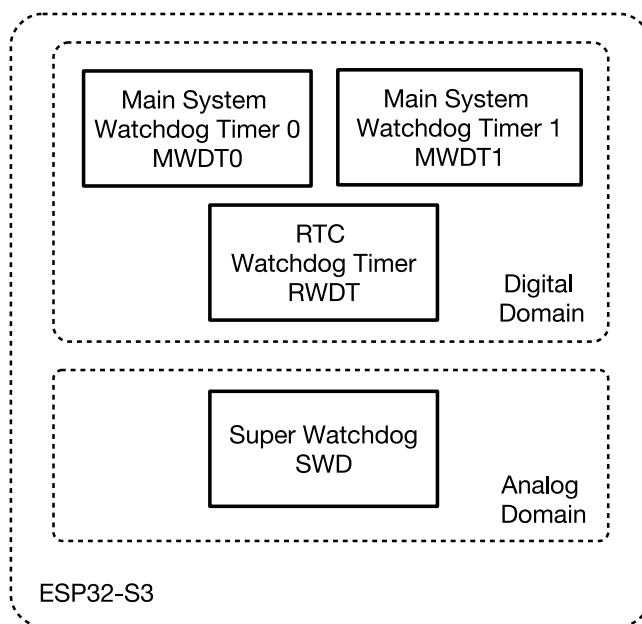 Main System
Watchdog Timer 0
MWDT0
Main System
Watchdog Timer 1
MWDT1
RTC
Watchdog Timer
RWDT
Digital
Domain
Super Watchdog
SWD
Analog
Domain
ESP32-S3